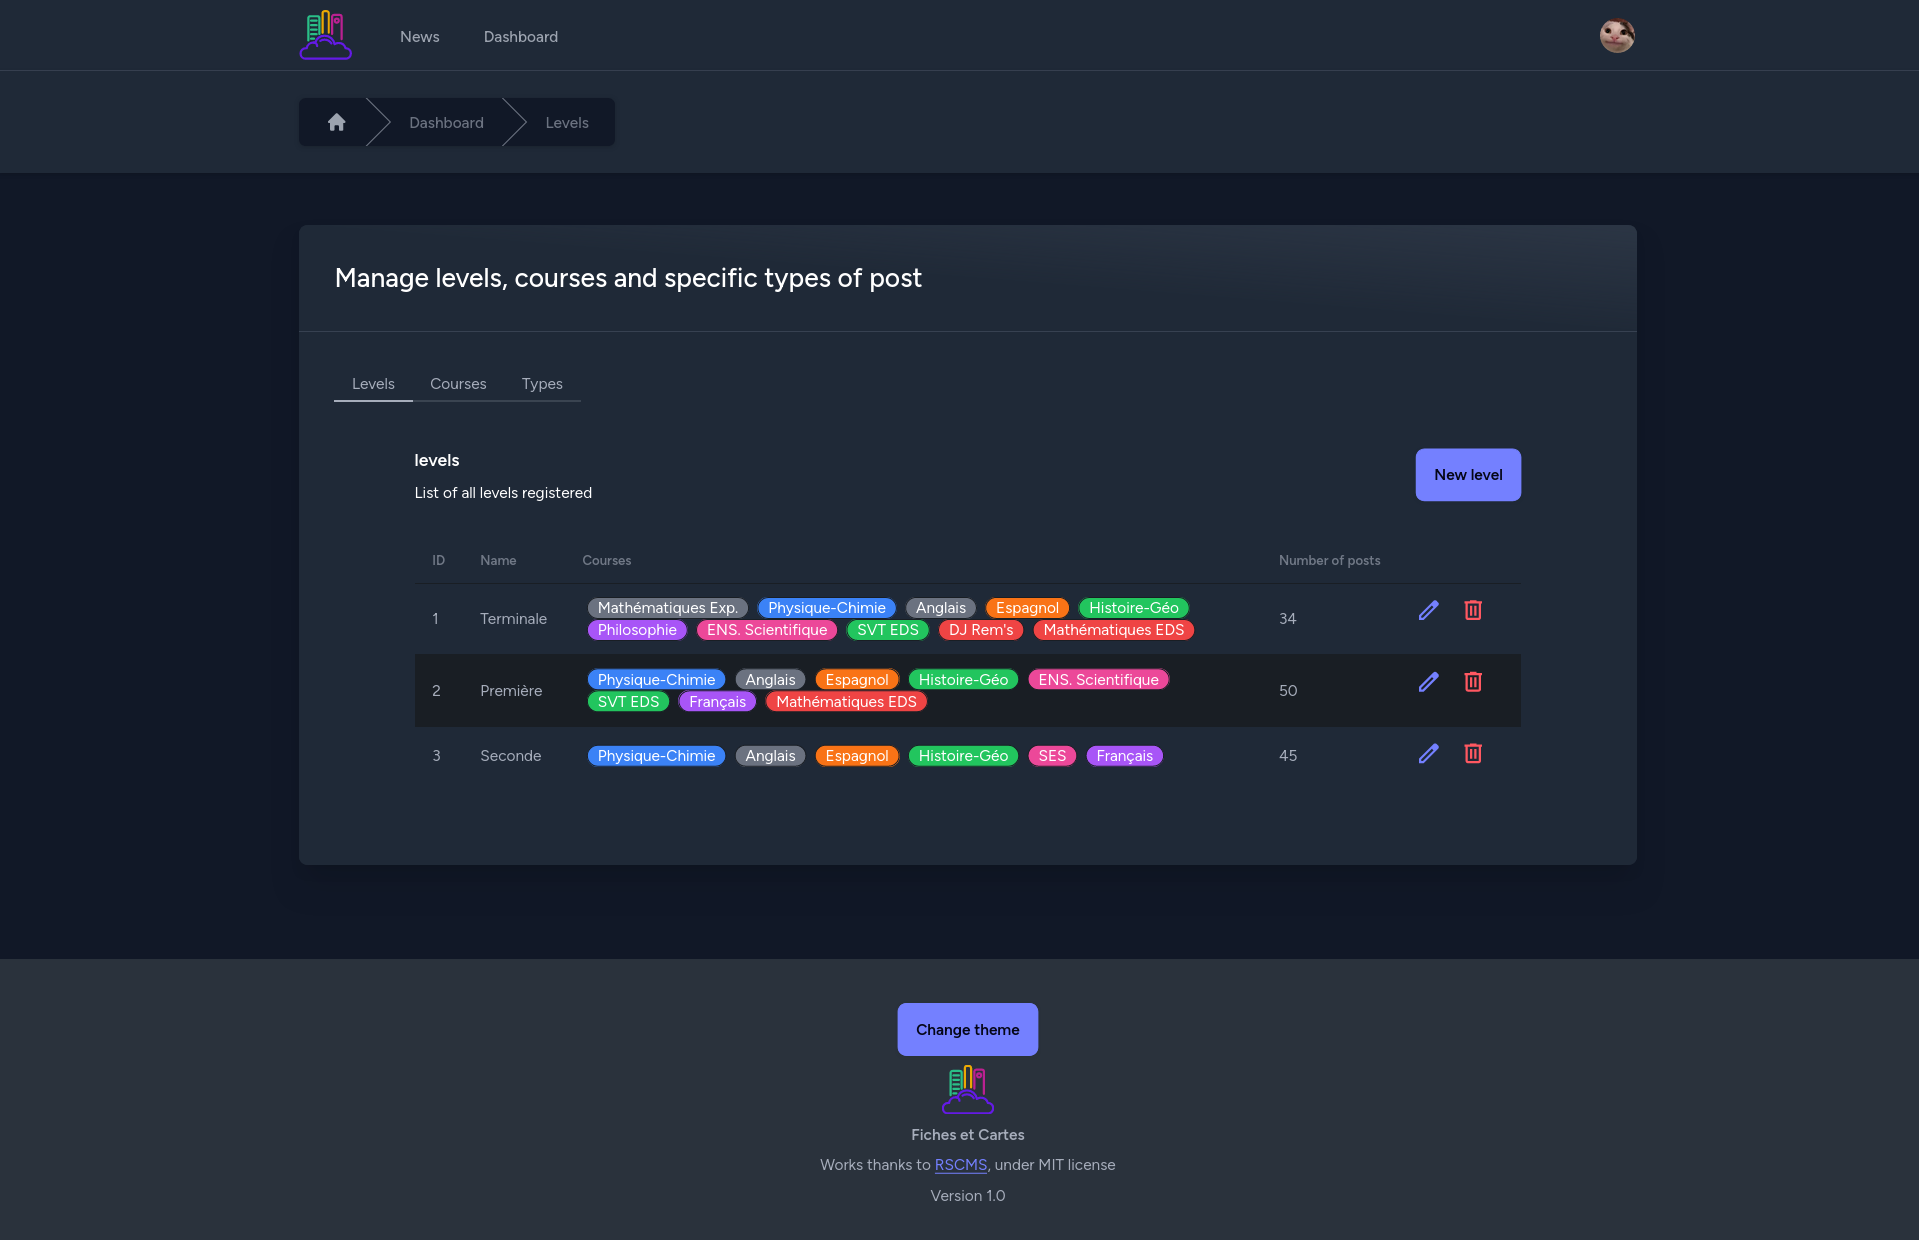 News Dashboard
Dashboard Levels
Manage levels, courses and specific types of post
Levels Courses Types
levels
List of all levels registered
New level
ID Name Courses Number of posts
1 Terminale Mathématiques Exp. Physique-Chimie Anglais Espagnol Histoire-Géo 34
Philosophie ENS. Scientifique SVT EDS DJ Rem's Mathématiques EDS
2 Première Physique-Chimie Anglais Espagnol Histoire-Géo ENS. Scientifique 50
SVT EDS Français Mathématiques EDS
3 Seconde Physique-Chimie Anglais Espagnol Histoire-Géo SES Français 45
Change theme
Fiches et Cartes
Works thanks to RSCMS, under MIT license
Version 1.0